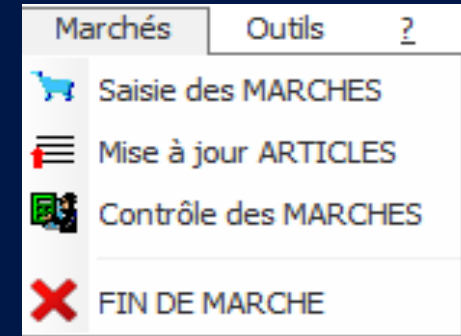 Marchés Outils ?
Saisie des MARCHES
Mise à jour ARTICLES
Contrôle des MARCHES
FIN DE MARCHE